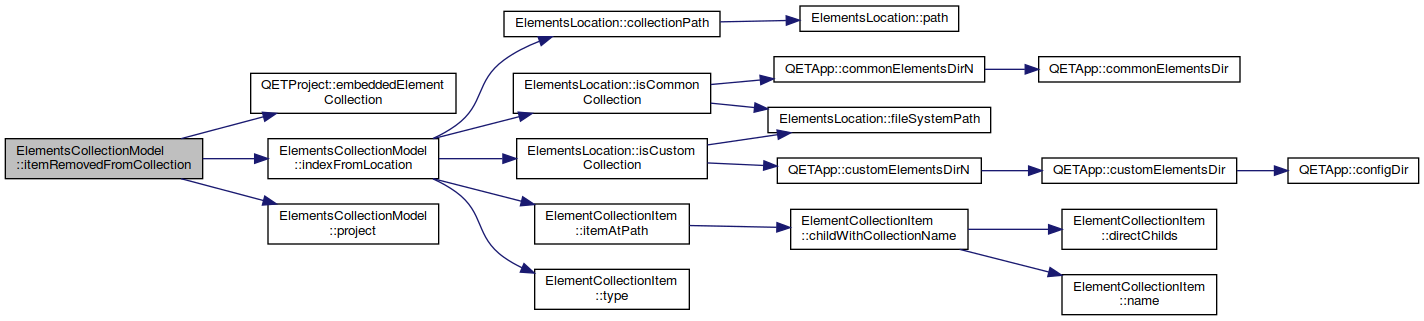 ElementsCollectionModel
::itemRemovedFromCollection
QETProject::embeddedElement
Collection
ElementsCollectionModel
::indexFromLocation
ElementsCollectionModel
::project
ElementsLocation::collectionPath
ElementsLocation::isCommon
Collection
ElementsLocation::isCustom
Collection
ElementCollectionItem
::itemAtPath
ElementCollectionItem
::type
ElementsLocation::path
QETApp::commonElementsDirN
ElementsLocation::fileSystemPath
QETApp::customElementsDirN
ElementCollectionItem
::childWithCollectionName
QETApp::commonElementsDir
QETApp::customElementsDir
ElementCollectionItem
::directChilds
ElementCollectionItem
::name
QETApp::configDir